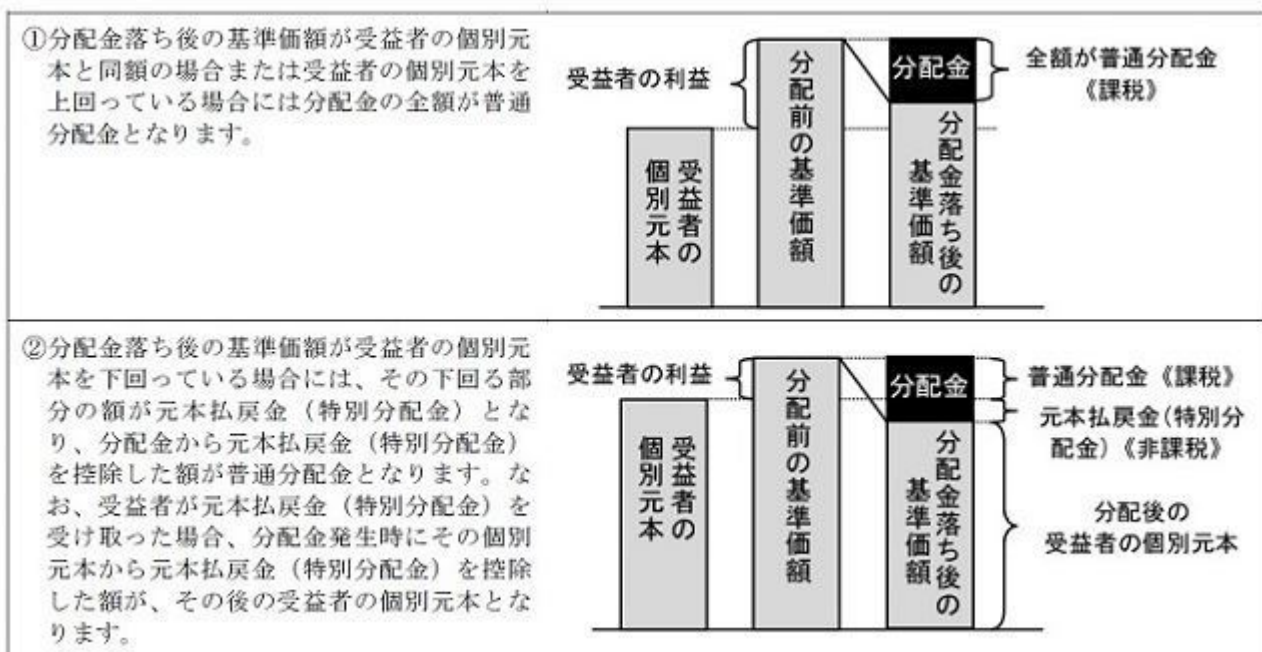 ①分配金落ち後の基準価額が受益者の個別元
本と同額の場合または受益者の個別元本を
上回っている場合には分配金の全額が普通
分配金となります。
受益者の利益
受益者の
個別元本
分配前の基準価額
分配金
分配金落ち後の
基準価額
全額が普通分配金
《課税》
②分配金落ち後の基準価額が受益者の個別元
本を下回っている場合には、その下回る部
分の額が元本払戻金（特別分配金）とな
り、分配金から元本払戻金（特別分配金）
を控除した額が普通分配金となります。な
お、受益者が元本払戻金（特別分配金）を
受け取った場合、分配金発生時にその個別
元本から元本払戻金（特別分配金）を控除
した額が、その後の受益者の個別元本とな
ります。
受益者の利益
受益者の
個別元本
分配前の基準価額
分配金
分配金落ち後の
基準価額
普通分配金《課税》
元本払戻金(特別分
配金)《非課税》
分配後の
受益者の個別元本